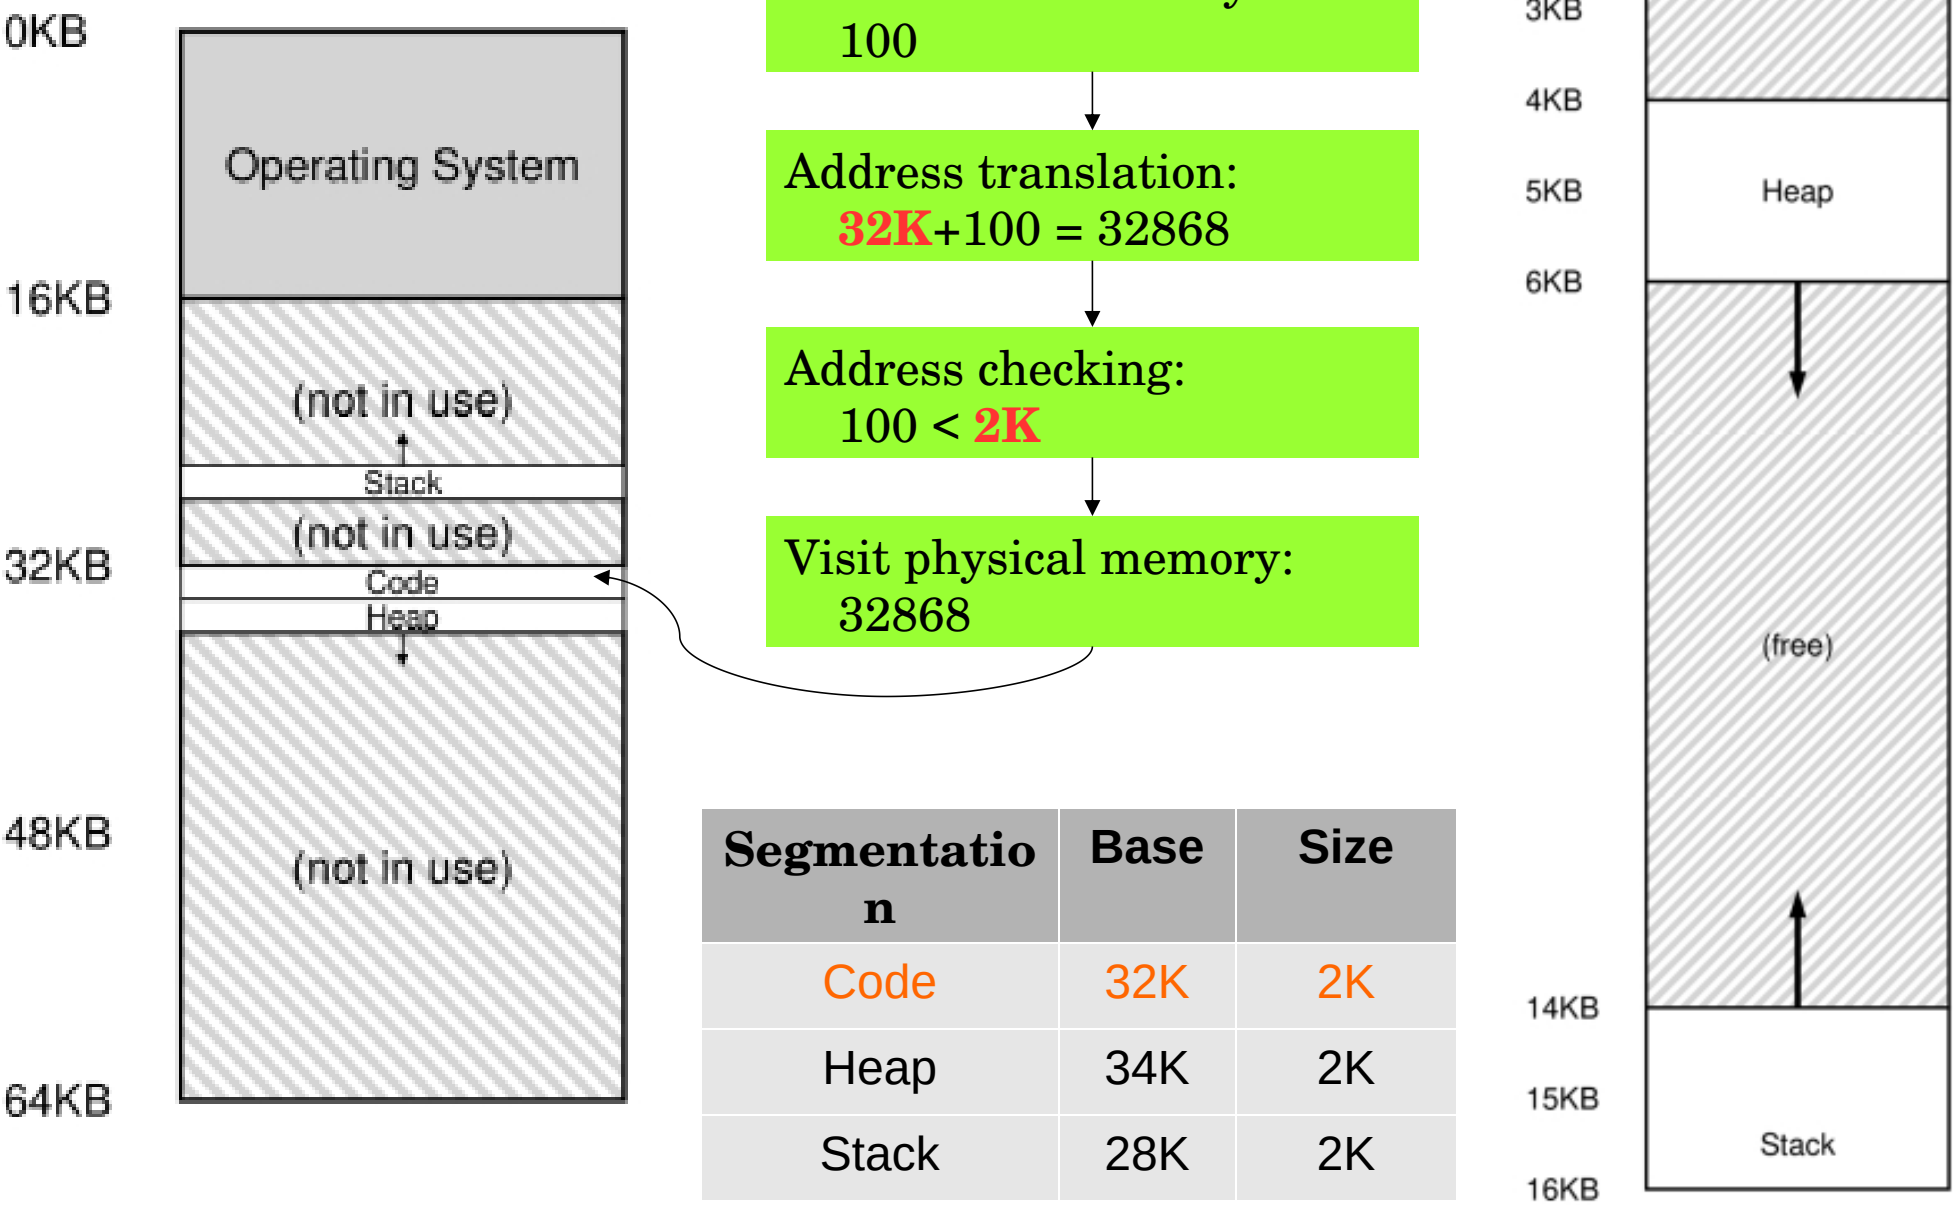 0KB
Operating System
16KB
(not in use)
Stack
(not in use)
32KB
Code
Heap
48KB
(not in use)
64KB
100
Address translation:
32K+100 = 32868
Address checking:
100 < 2K
Visit physical memory:
32868
Segmentatio
n
Base
Size
Code
32K
2K
Heap
34K
2K
Stack
28K
2K
3KB
4KB
5KB
Heap
6KB
(free)
14KB
15KB
Stack
16KB